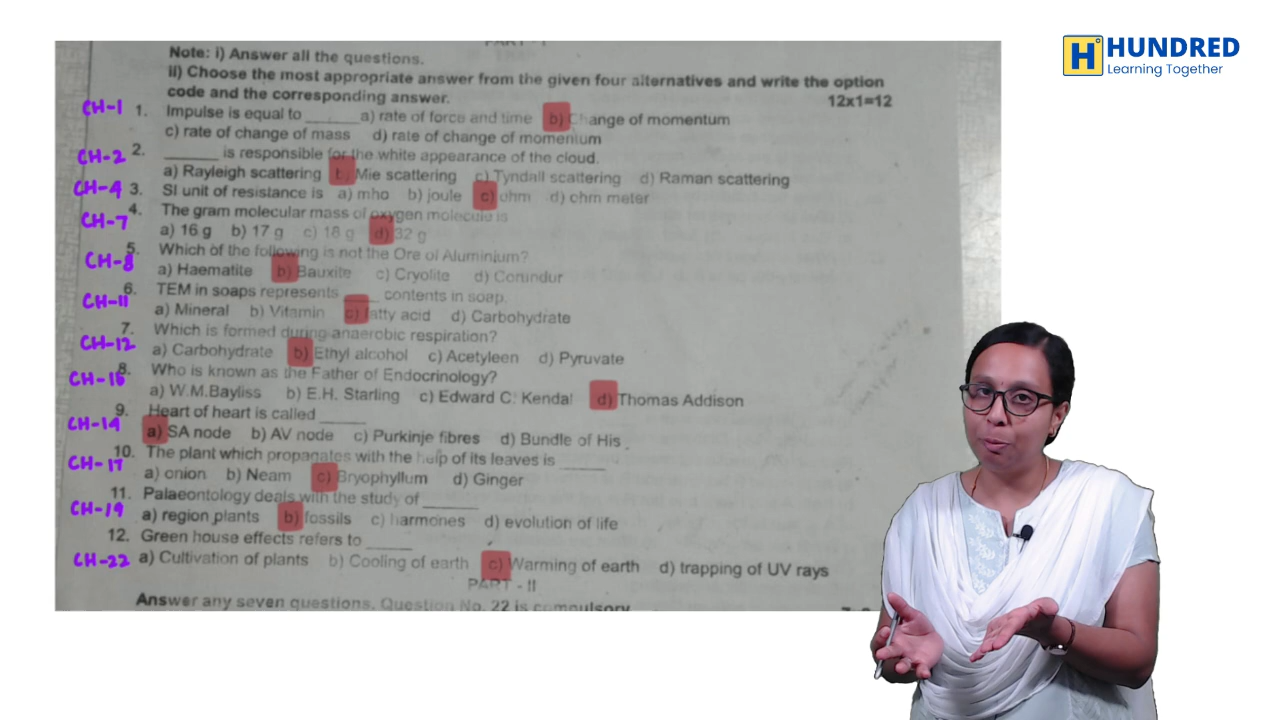 HUNDRED
Learning Together
Note: i) Answer all the questions.
ii) Choose the most appropriate answer from the given four alternatives and write the option
code and the corresponding answer. 12x1=12
CH-1 1. Impulse is equal to ______ a) rate of force and time b) Change of momentum
c) rate of change of mass d) rate of change of momentum
CH-2 2. ______ is responsible for the white appearance of the cloud.
a) Rayleigh scattering b) Mie scattering c) Tyndall scattering d) Raman scattering
CH-4 3. SI unit of resistance is a) mho b) joule c) ohm d) ohm meter
CH-7 4. The gram molecular mass of oxygen molecule is
a) 16 g b) 17 g c) 18 g d) 32 g
CH-8 5. Which of the following is not the Ore of Aluminium?
a) Haematite b) Bauxite c) Cryolite d) Corundum
CH-11 6. TEM in soaps represents ____ contents in soap.
a) Mineral b) Vitamin c) fatty acid d) Carbohydrate
CH-12 7. Which is formed during anaerobic respiration?
a) Carbohydrate b) Ethyl alcohol c) Acetyleen d) Pyruvate
8. Who is known as the Father of Endocrinology?
a) W.M.Bayliss b) E.H. Starling c) Edward C. Kendal d) Thomas Addison
CH-14 9. Heart of heart is called ______
a) SA node b) AV node c) Purkinje fibres d) Bundle of His
CH-17 10. The plant which propagates with the help of its leaves is ______
a) onion b) Neam c) Bryophyllum d) Ginger
CH-19 11. Palaeontology deals with the study of ______
a) region plants b) fossils c) harmones d) evolution of life
12. Green house effects refers to ______
CH-22 a) Cultivation of plants b) Cooling of earth c) Warming of earth d) trapping of UV rays
PART - II
Answer any seven questions. Question No. 22 is compulsory